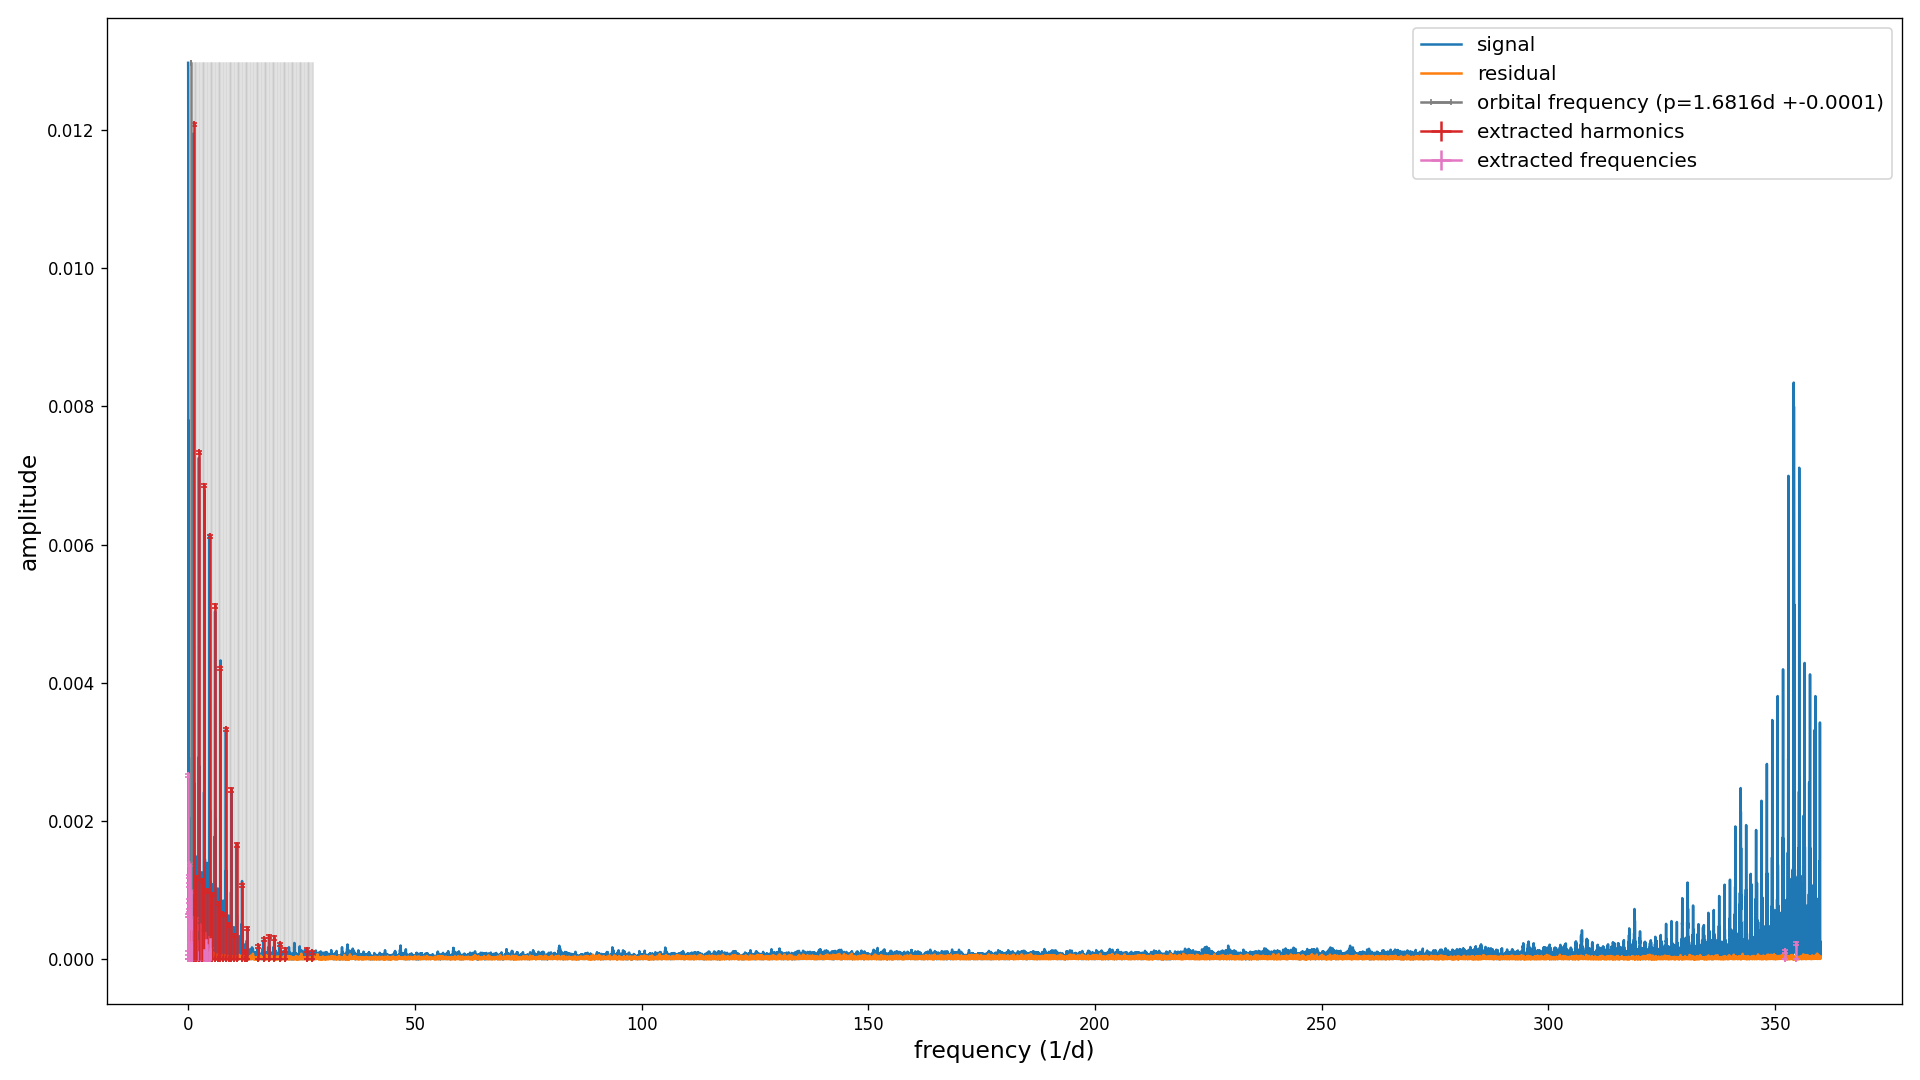 signal
residual
orbital frequency (p=1.6816d +-0.0001)
extracted harmonics
extracted frequencies
0.012
0.010
0.008
0.006
0.004
0.002
0.000
amplitude
0 50 100 150 200 250 300 350
frequency (1/d)